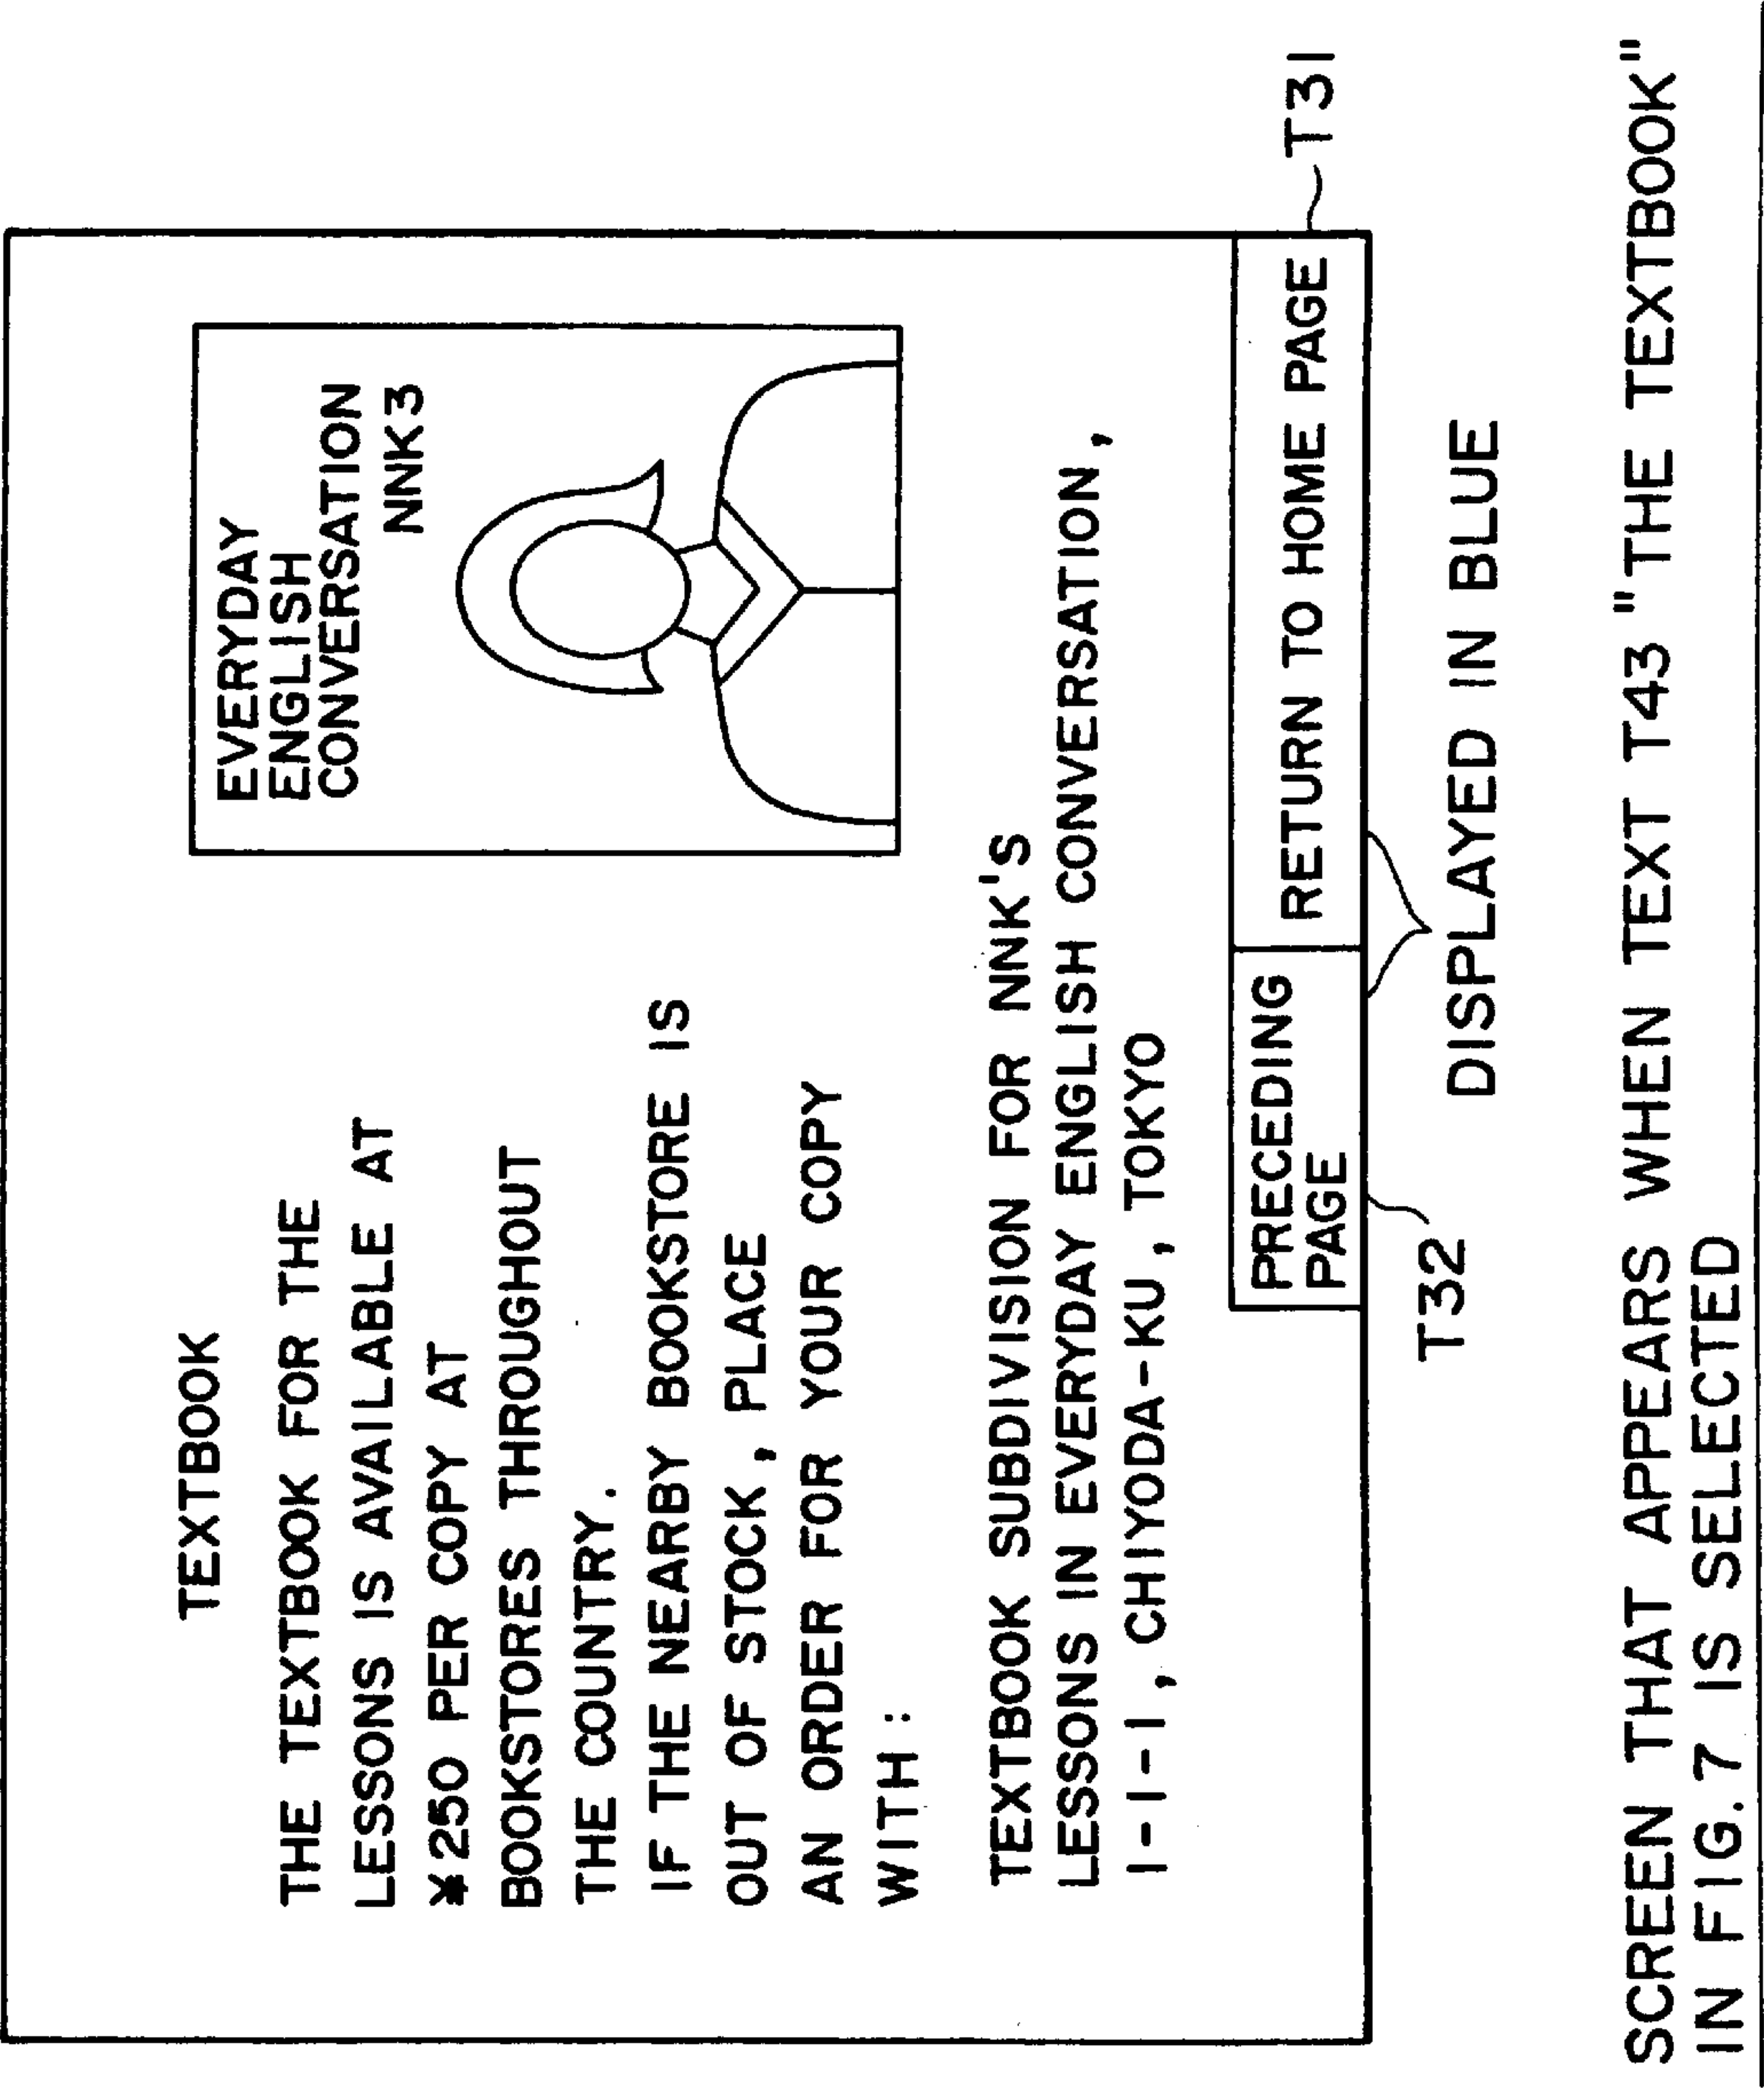 TEXTBOOK
THE TEXTBOOK FOR THE
LESSONS IS AVAILABLE AT
¥250 PER COPY AT
BOOKSTORES THROUGHOUT
THE COUNTRY.
IF THE NEARBY BOOKSTORE IS
OUT OF STOCK, PLACE
AN ORDER FOR YOUR COPY
WITH:
EVERYDAY
ENGLISH
CONVERSATION
NNK3
TEXTBOOK SUBDIVISION FOR NNK'S
LESSONS IN EVERYDAY ENGLISH CONVERSATION,
1-1-1, CHIYODA-KU, TOKYO
PRECEDING
PAGE
RETURN TO HOME PAGE
T31
T32
DISPLAYED IN BLUE
SCREEN THAT APPEARS WHEN TEXT T43 "THE TEXTBOOK"
IN FIG. 7 IS SELECTED